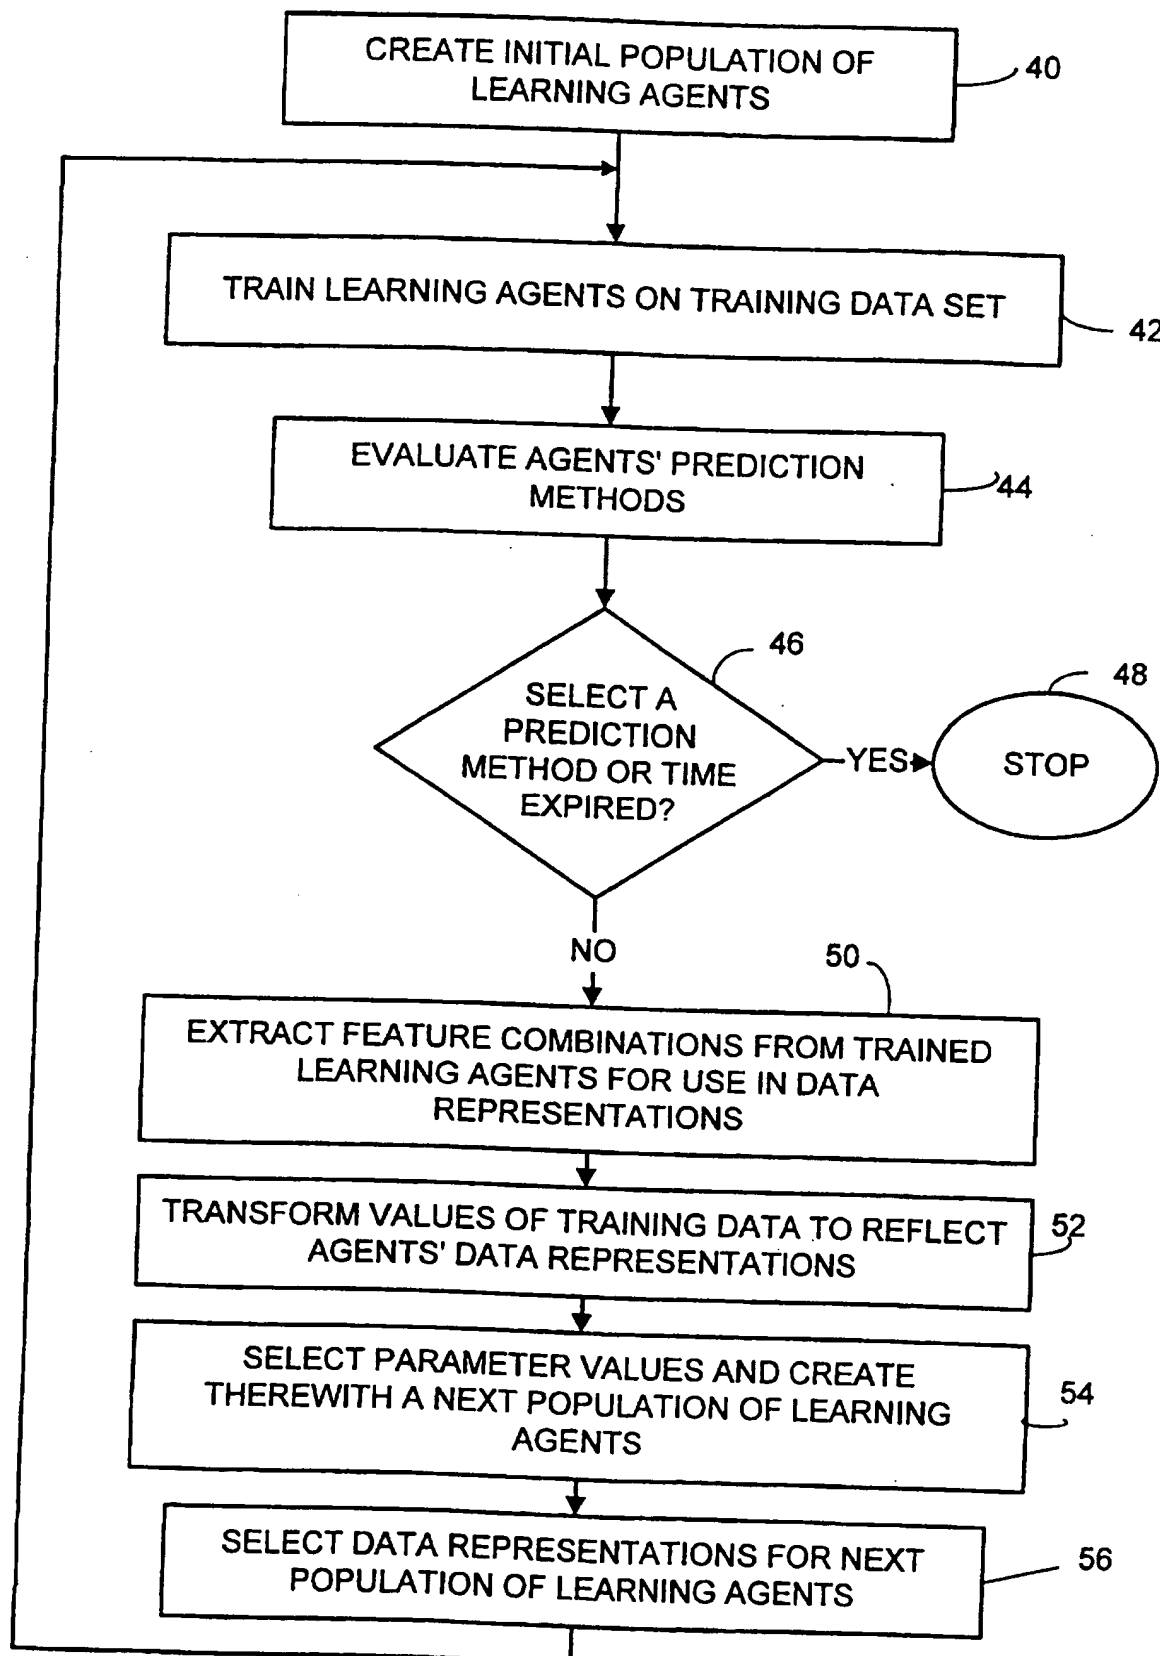 CREATE INITIAL POPULATION OF
LEARNING AGENTS
40
TRAIN LEARNING AGENTS ON TRAINING DATA SET
42
EVALUATE AGENTS' PREDICTION
METHODS
44
46
SELECT A
PREDICTION
METHOD OR TIME
EXPIRED?
YES
48
STOP
NO
50
EXTRACT FEATURE COMBINATIONS FROM TRAINED
LEARNING AGENTS FOR USE IN DATA
REPRESENTATIONS
TRANSFORM VALUES OF TRAINING DATA TO REFLECT
AGENTS' DATA REPRESENTATIONS
52
SELECT PARAMETER VALUES AND CREATE
THEREWITH A NEXT POPULATION OF LEARNING
AGENTS
54
SELECT DATA REPRESENTATIONS FOR NEXT
POPULATION OF LEARNING AGENTS
56